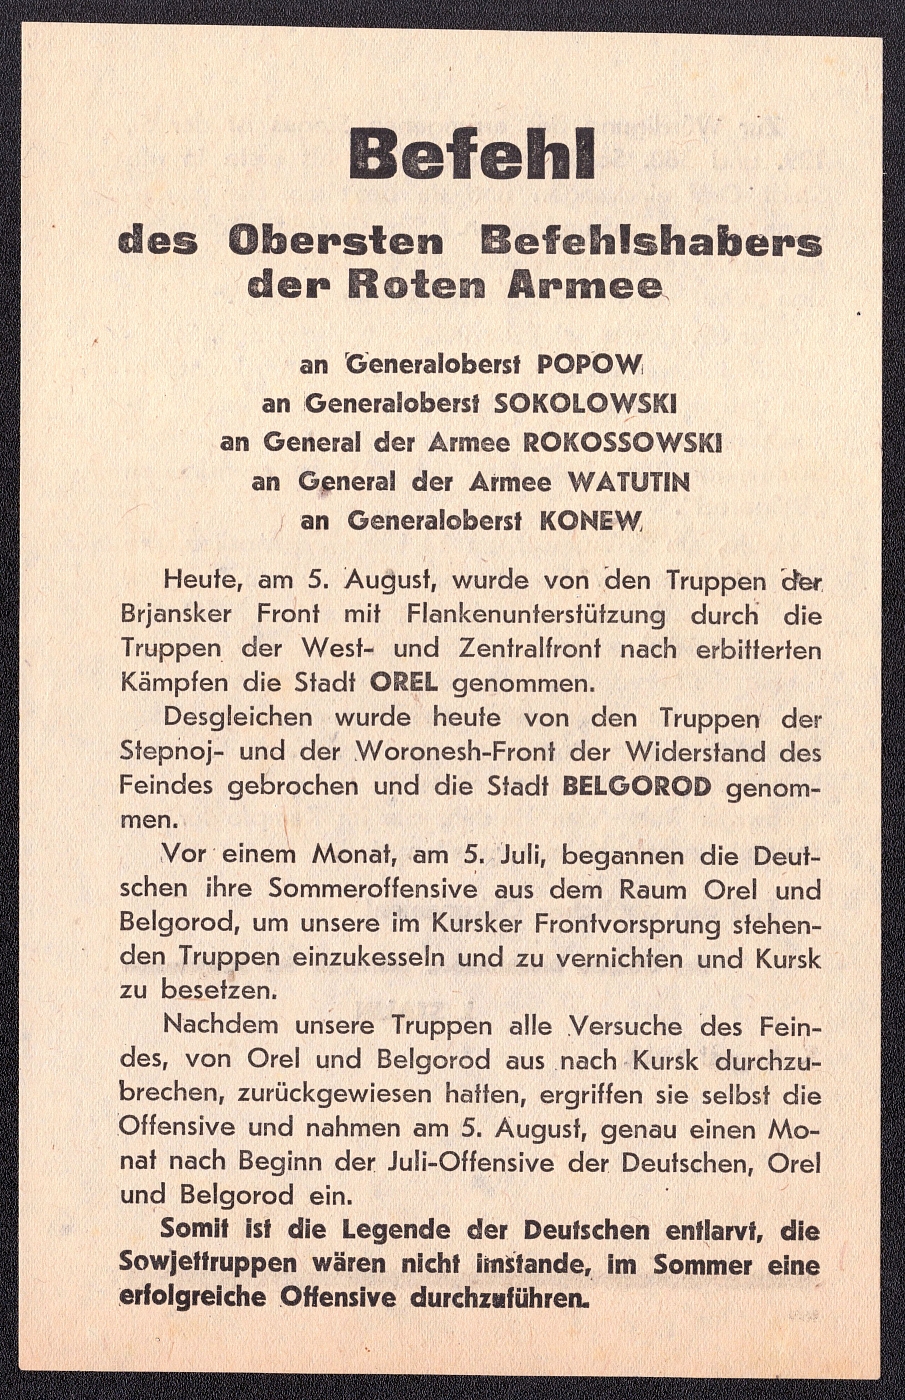 Befehl
des Obersten Befehlshabers
der Roten Armee
an Generaloberst POPOW
an Generaloberst SOKOLOWSKI
an General der Armee ROKOSSOWSKI
an General der Armee WATUTIN
an Generaloberst KONEW
Heute, am 5. August, wurde von den Truppen der
Brjansker Front mit Flankenunterstützung durch die
Truppen der West- und Zentralfront nach erbitterten
Kämpfen die Stadt OREL genommen.
Desgleichen wurde heute von den Truppen der
Stepnoj- und der Woronesh-Front der Widerstand des
Feindes gebrochen und die Stadt BELGOROD genom-
men.
Vor einem Monat, am 5. Juli, begannen die Deut-
schen ihre Sommeroffensive aus dem Raum Orel und
Belgorod, um unsere im Kursker Frontvorsprung stehen-
den Truppen einzukesseln und zu vernichten und Kursk
zu besetzen.
Nachdem unsere Truppen alle Versuche des Fein-
des, von Orel und Belgorod aus nach Kursk durchzu-
brechen, zurückgewiesen hatten, ergriffen sie selbst die
Offensive und nahmen am 5. August, genau einen Mo-
nat nach Beginn der Juli-Offensive der Deutschen, Orel
und Belgorod ein.
Somit ist die Legende der Deutschen entlarvt, die
Sowjettruppen wären nicht imstande, im Sommer eine
erfolgreiche Offensive durchzuführen.